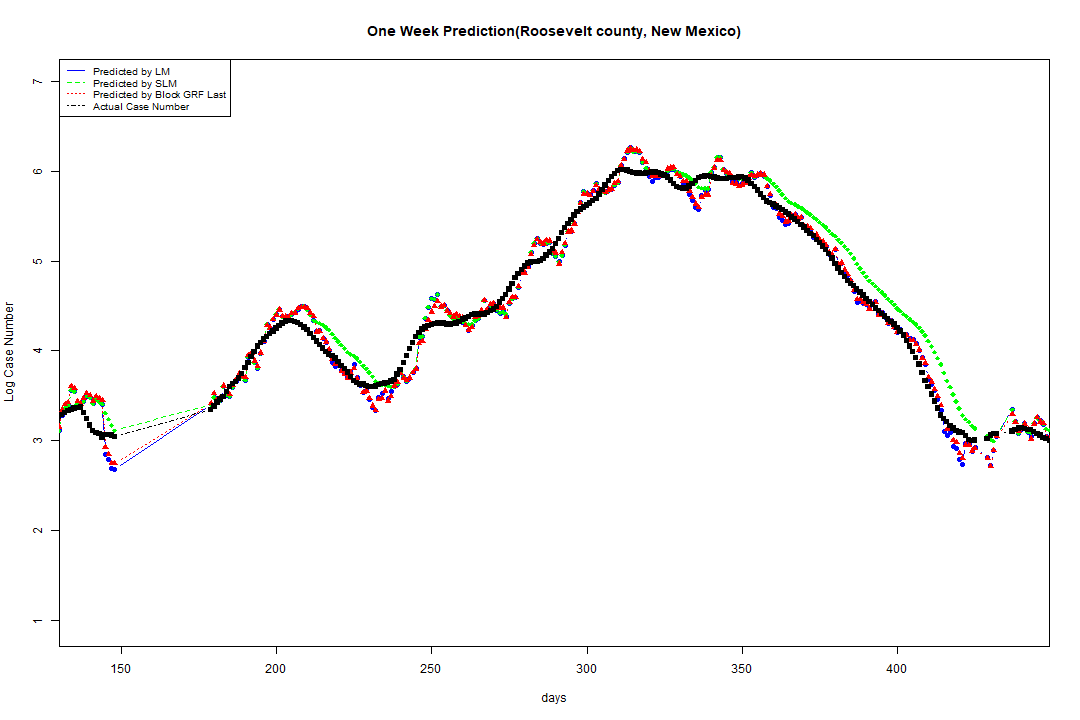 One Week Prediction(Roosevelt county, New Mexico)
Predicted by LM
Predicted by SLM
Predicted by Block GRF Last
Actual Case Number
7
6
5
4
3
2
1
Log Case Number
150
200
250
300
350
400
days